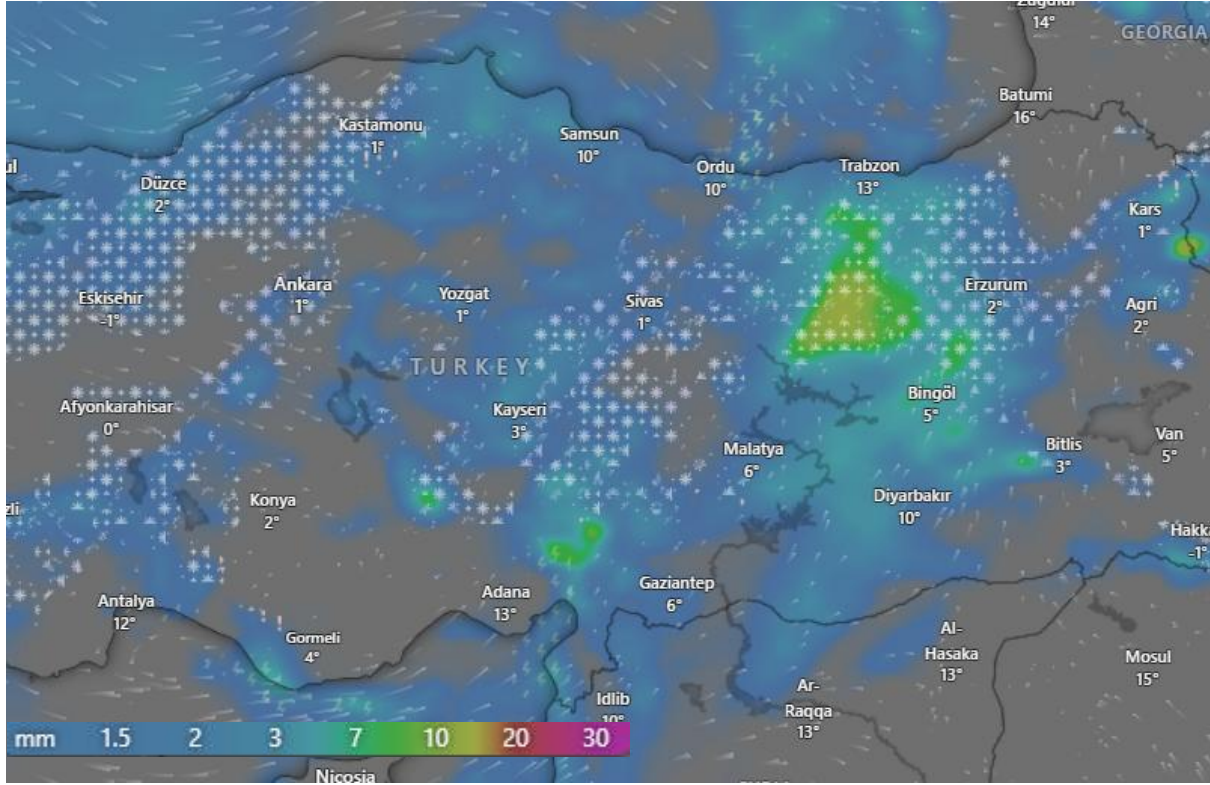 14°
GEORGIA
Batumi
16°
Kastamonu
1°
Samsun
10°
Ordu
10°
Trabzon
13°
Düzce
2°
Kars
1°
Eskisehir
-1°
Ankara
1°
Yozgat
1°
Sivas
1°
Erzurum
2°
Agri
2°
TURKEY
Afyonkarahisar
0°
Kayseri
3°
Bingöl
5°
Malatya
6°
Bitlis
3°
Van
5°
Konya
2°
Diyarbakır
10°
Hakka
-1°
Antalya
12°
Adana
13°
Gaziantep
6°
Gormeli
4°
Al-
Hasaka
13°
Mosul
15°
Ar-
Raqqa
13°
Idlib
10°
mm 1.5 2 3 7 10 20 30
Nicosia